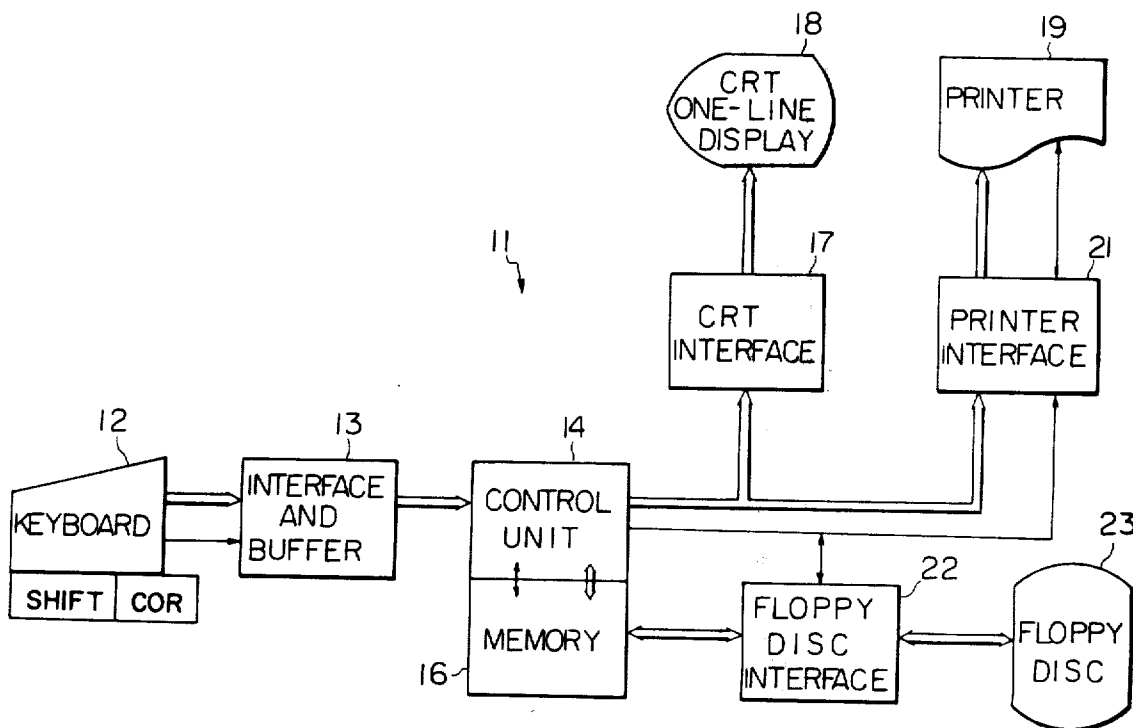 18
CRT
ONE-LINE
DISPLAY
19
PRINTER
11
17
CRT
INTERFACE
21
PRINTER
INTERFACE
12
KEYBOARD
SHIFT COR
13
INTERFACE
AND
BUFFER
14
CONTROL
UNIT
MEMORY
16
22
FLOPPY
DISC
INTERFACE
23
FLOPPY
DISC